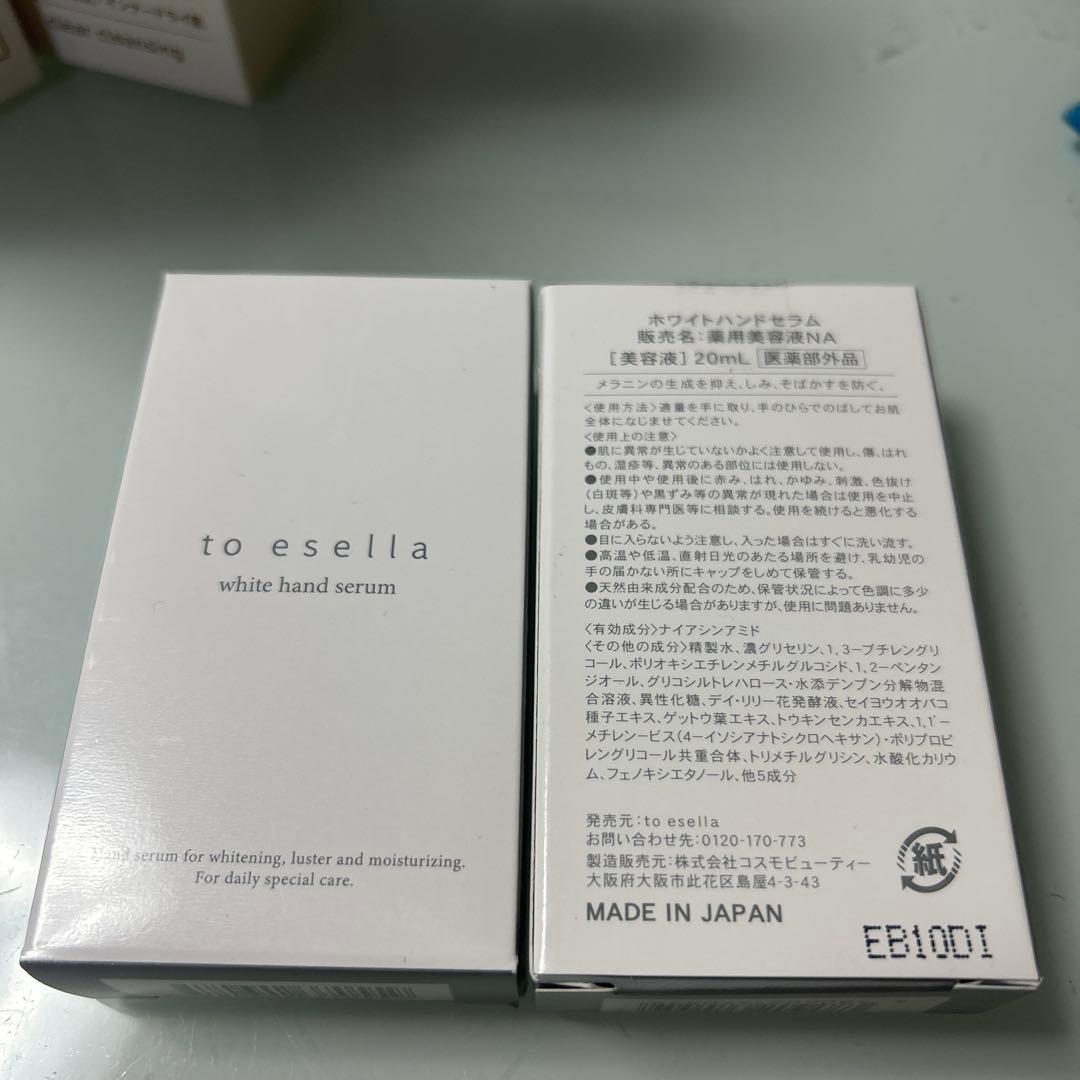 clear cleansing
to esella
white hand serum
Hand serum for whitening, luster and moisturizing.
For daily special care.
ホワイトハンドセラム
販売名:薬用美容液NA
[美容液] 20mL 医薬部外品
メラニンの生成を抑え、しみ、そばかすを防ぐ。
〈使用方法〉適量を手に取り、手のひらでのばしてお肌
全体になじませてください。
〈使用上の注意〉
●肌に異常が生じていないかよく注意して使用し、傷、はれ
もの、湿疹等、異常のある部位には使用しない。
●使用中や使用後に赤み、はれ、かゆみ、刺激、色抜け
(白斑等)や黒ずみ等の異常が現れた場合は使用を中止
し、皮膚科専門医等に相談する。使用を続けると悪化する
場合がある。
●目に入らないよう注意し、入った場合はすぐに洗い流す。
●高温や低温、直射日光のあたる場所を避け、乳幼児の
手の届かない所にキャップをしめて保管する。
●天然由来成分配合のため、保管状況によって色調に多少
の違いが生じる場合がありますが、使用に問題ありません。
〈有効成分〉ナイアシンアミド
〈その他の成分〉精製水、濃グリセリン、1,3-ブチレングリ
コール、ポリオキシエチレンメチルグルコシド、1,2-ペンタン
ジオール、グリコシルトレハロース・水添デンプン分解物混
合溶液、異性化糖、デイ・リリー花発酵液、セイヨウオオバコ
種子エキス、ゲットウ葉エキス、トウキンセンカエキス、1,1'-
メチレン-ビス(4-イソシアナトシクロヘキサン)・ポリプロピ
レングリコール共重合体、トリメチルグリシン、水酸化カリウ
ム、フェノキシエタノール、他5成分
発売元:to esella
お問い合わせ先:0120-170-773
製造販売元:株式会社コスモビューティー
大阪府大阪市此花区島屋4-3-43
MADE IN JAPAN
紙
EB10DI